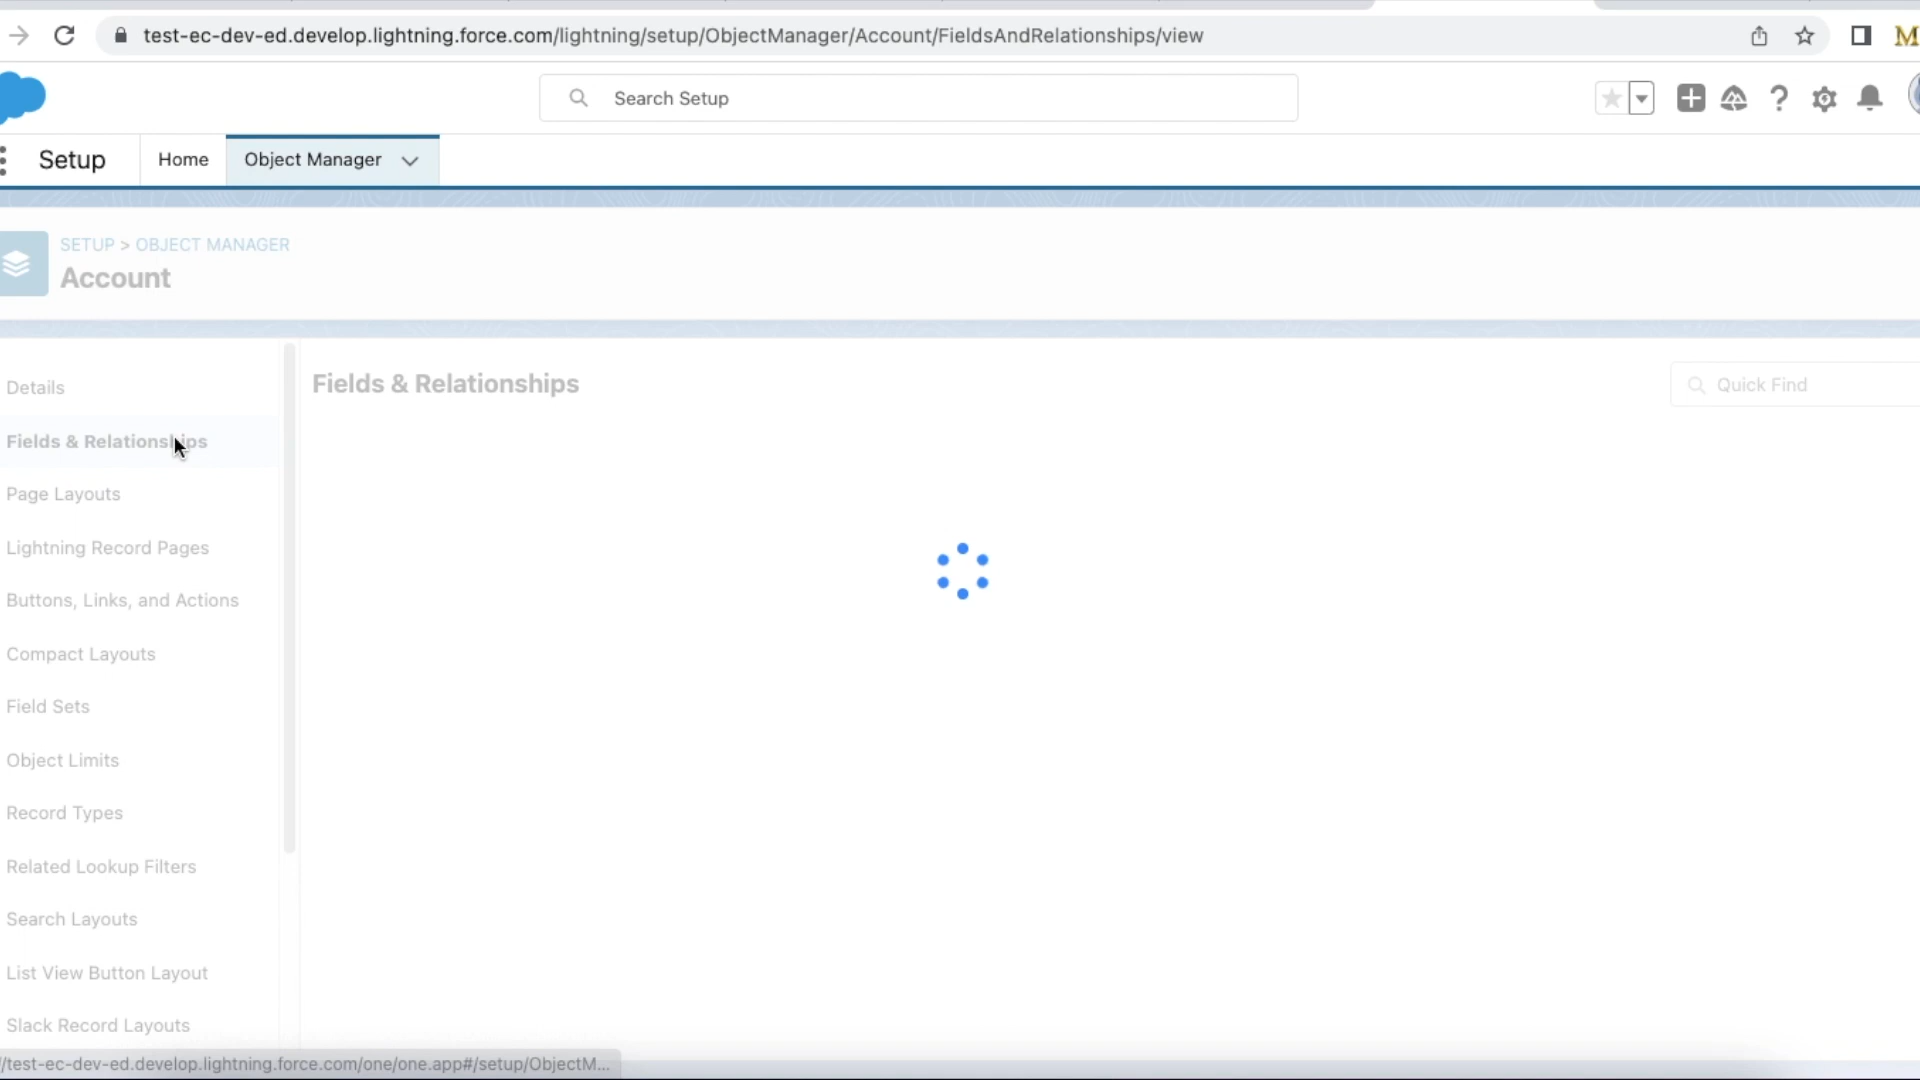 test-ec-dev-ed.develop.lightning.force.com/lightning/setup/ObjectManager/Account/FieldsAndRelationships/view
M
Search Setup
Setup
Home
Object Manager
SETUP > OBJECT MANAGER
Account
Details
Fields & Relationships
Quick Find
Fields & Relationships
Page Layouts
Lightning Record Pages
Buttons, Links, and Actions
Compact Layouts
Field Sets
Object Limits
Record Types
Related Lookup Filters
Search Layouts
List View Button Layout
Slack Record Layouts
/test-ec-dev-ed.develop.lightning.force.com/one/one.app#/setup/ObjectM...